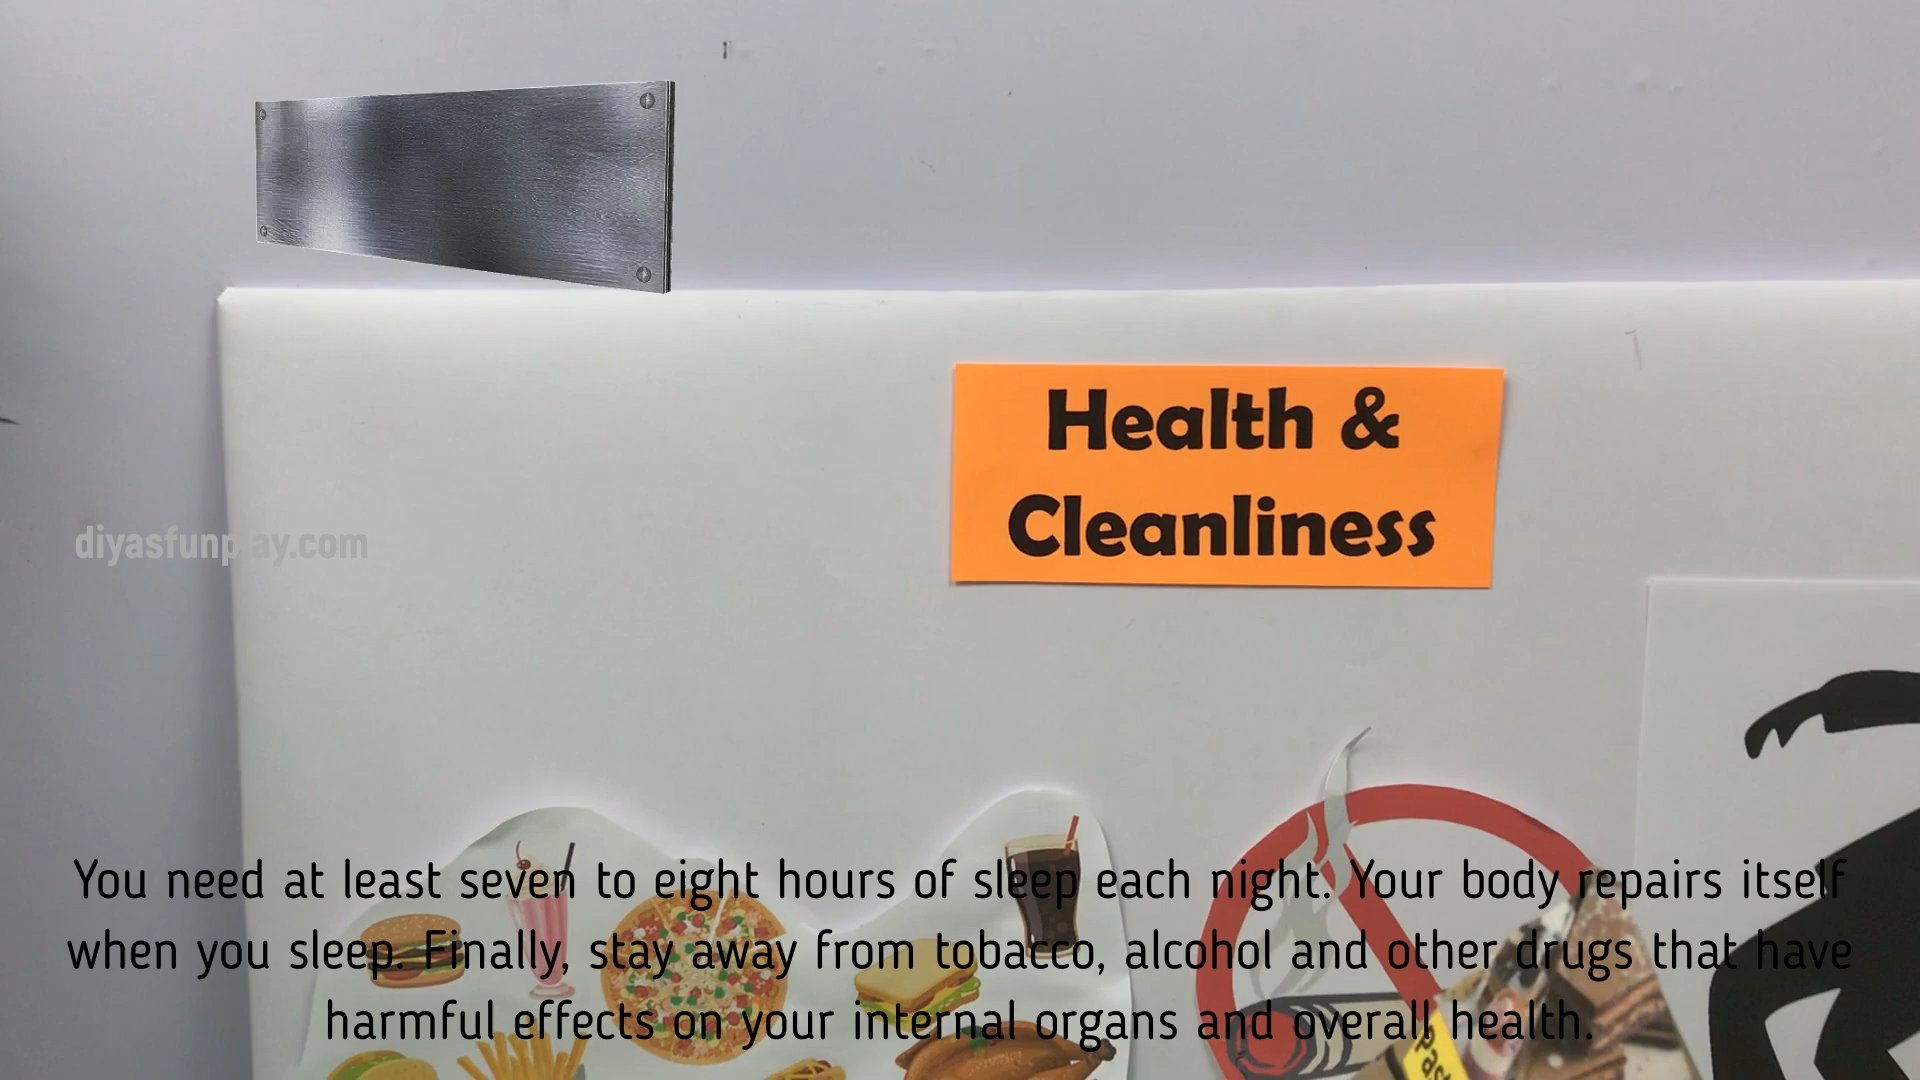 Health &
Cleanliness
diyasfunplay.com
You need at least seven to eight hours of sleep each night. Your body repairs itself
when you sleep. Finally, stay away from tobacco, alcohol and other drugs that have
harmful effects on your internal organs and overall health.